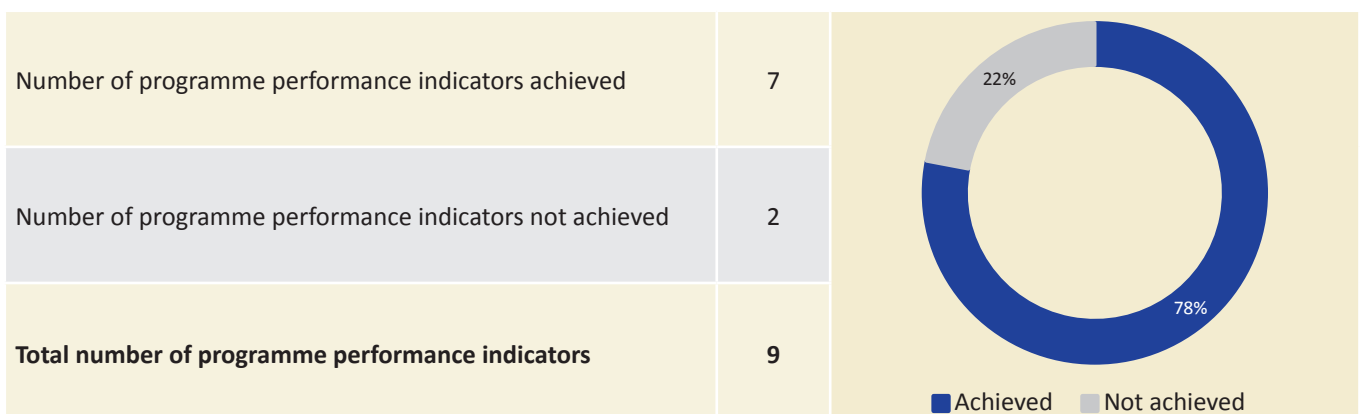 Number of programme performance indicators achieved 7
Number of programme performance indicators not achieved 2
Total number of programme performance indicators 9
22%
78%
Achieved Not achieved